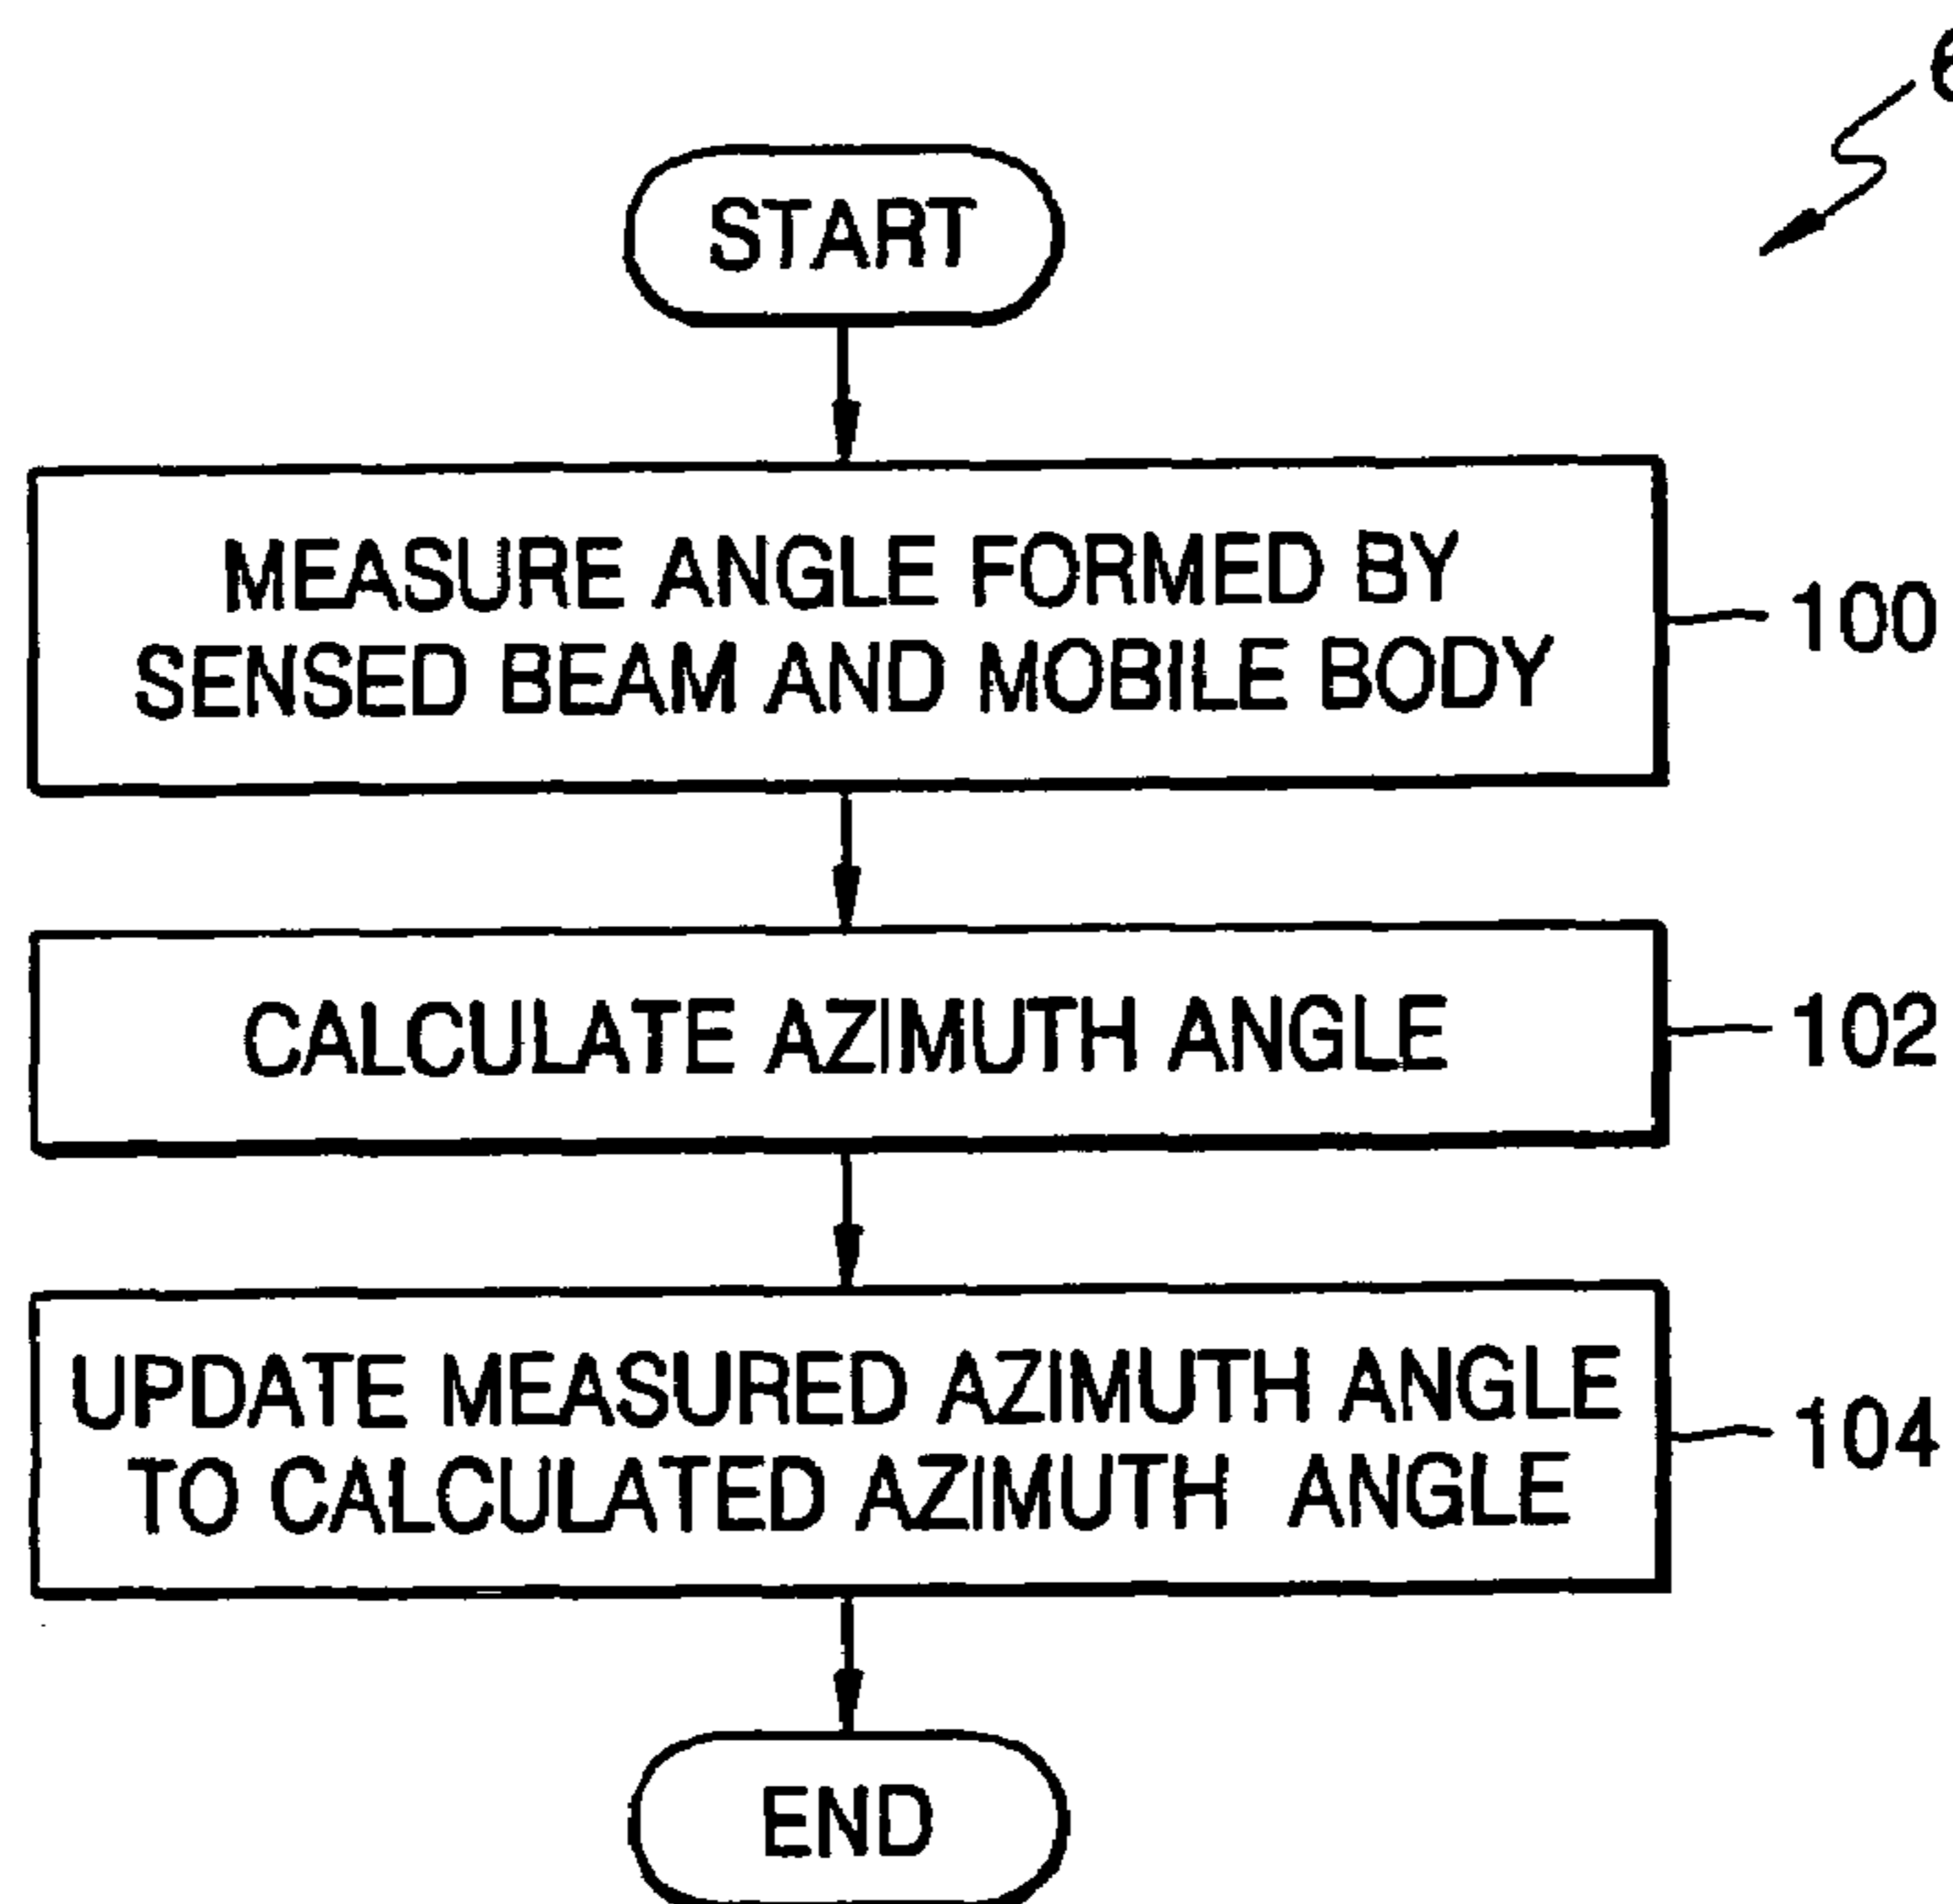 START
MEASURE ANGLE FORMED BY
SENSED BEAM AND MOBILE BODY
100
CALCULATE AZIMUTH ANGLE
102
UPDATE MEASURED AZIMUTH ANGLE
TO CALCULATED AZIMUTH ANGLE
104
END